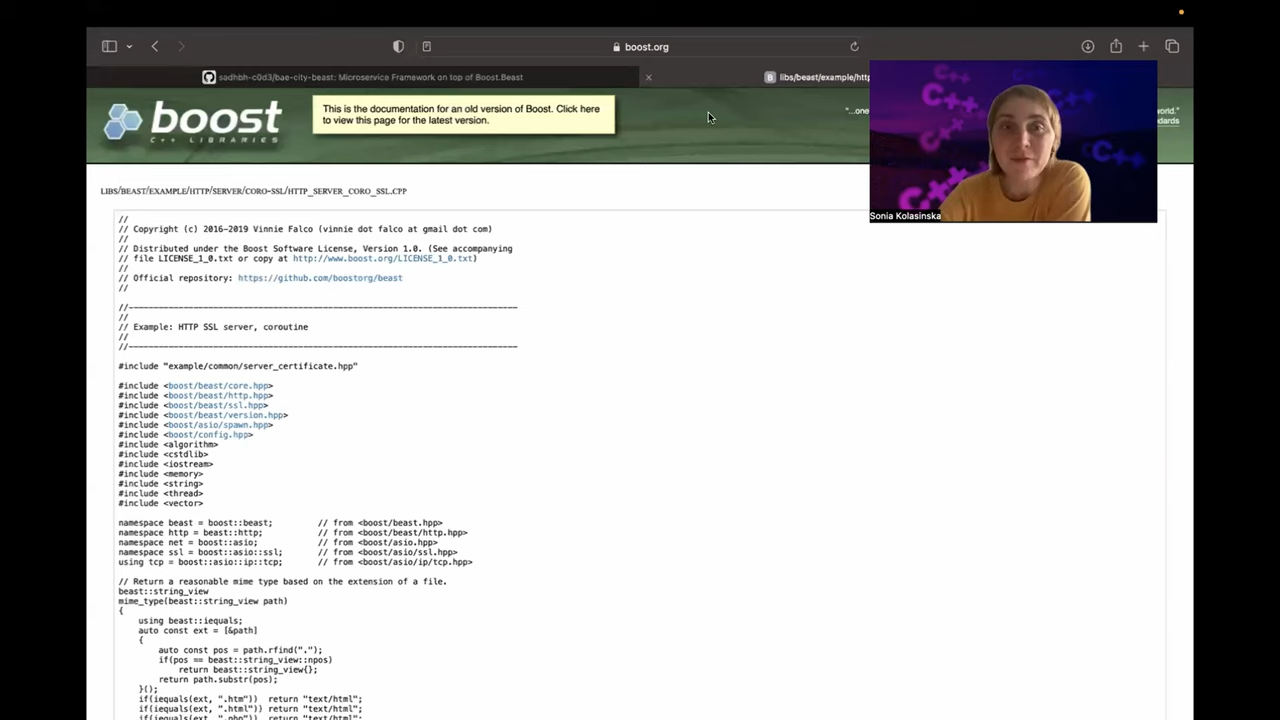 boost.org
sadhbh-c0d3/bae-city-beast: Microservice Framework on top of Boost.Beast
libs/beast/example/http
boost
C++ LIBRARIES
This is the documentation for an old version of Boost. Click here
to view this page for the latest version.
"...one
world."
dards
C++
C++
C++
Sonia Kolasinska
LIBS/BEAST/EXAMPLE/HTTP/SERVER/CORO-SSL/HTTP_SERVER_CORO_SSL.CPP
//
// Copyright (c) 2016-2019 Vinnie Falco (vinnie dot falco at gmail dot com)
//
// Distributed under the Boost Software License, Version 1.0. (See accompanying
// file LICENSE_1_0.txt or copy at http://www.boost.org/LICENSE_1_0.txt)
//
// Official repository: https://github.com/boostorg/beast
//
//------------------------------------------------------------------------------
//
// Example: HTTP SSL server, coroutine
//
//------------------------------------------------------------------------------
#include "example/common/server_certificate.hpp"
#include <boost/beast/core.hpp>
#include <boost/beast/http.hpp>
#include <boost/beast/ssl.hpp>
#include <boost/beast/version.hpp>
#include <boost/asio/spawn.hpp>
#include <boost/config.hpp>
#include <algorithm>
#include <cstdlib>
#include <iostream>
#include <memory>
#include <string>
#include <thread>
#include <vector>
namespace beast = boost::beast; // from <boost/beast.hpp>
namespace http = beast::http; // from <boost/beast/http.hpp>
namespace net = boost::asio; // from <boost/asio.hpp>
namespace ssl = boost::asio::ssl; // from <boost/asio/ssl.hpp>
using tcp = boost::asio::ip::tcp; // from <boost/asio/ip/tcp.hpp>
// Return a reasonable mime type based on the extension of a file.
beast::string_view
mime_type(beast::string_view path)
{
using beast::iequals;
auto const ext = [&path]
{
auto const pos = path.rfind(".");
if(pos == beast::string_view::npos)
return beast::string_view{};
return path.substr(pos);
}();
if(iequals(ext, ".htm")) return "text/html";
if(iequals(ext, ".html")) return "text/html";
if(iequals(ext, ".php")) return "text/html";